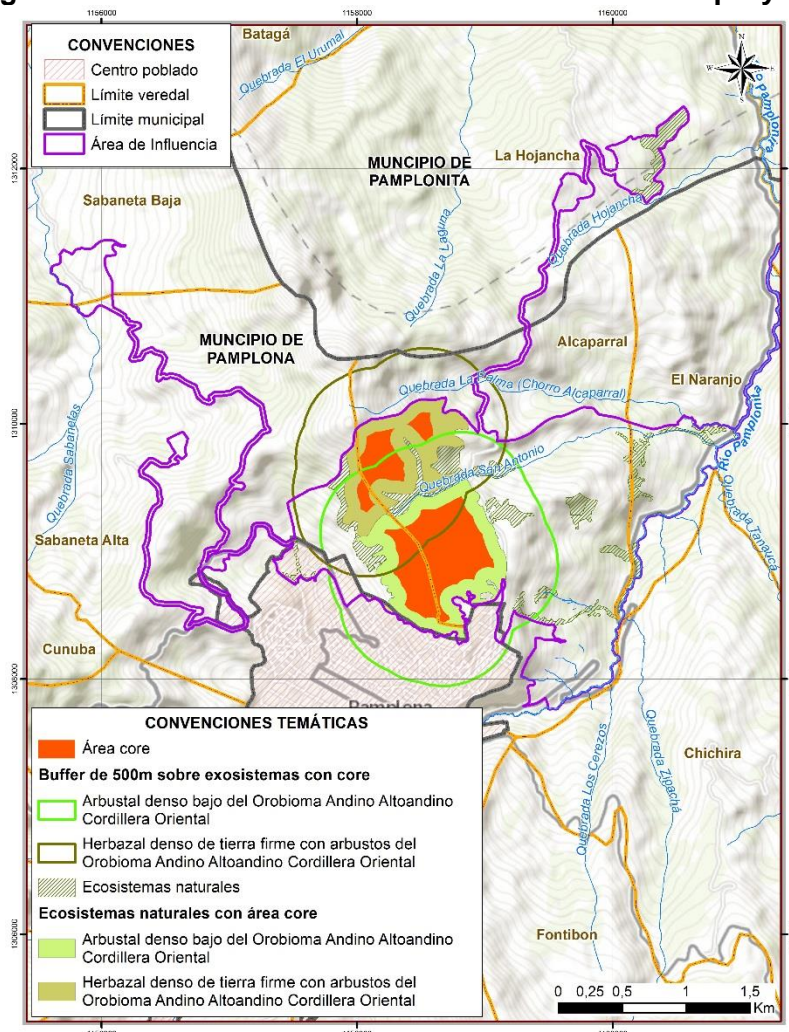 1156000
1158000
1160000
CONVENCIONES
Centro poblado
Límite veredal
Límite municipal
Área de Influencia
Batagá
Quebrada El Urumal
N
W
E
S
Río Pamplonita
MUNCIPIO DE
PAMPLONITA
La Hojancha
1312000
Sabaneta Baja
Quebrada La Laguna
Quebrada Hojancha
MUNCIPIO DE
PAMPLONA
Alcaparral
El Naranjo
Quebrada La Palma (Chorro Alcaparral)
1310000
Quebrada Sabanetas
Quebrada San Antonio
Río Pamplonita
Quebrada Tanaucá
Sabaneta Alta
Cunuba
1308000
Pamplona
Chichira
Quebrada Los Cerezos
Quebrada Zipachá
CONVENCIONES TEMÁTICAS
Área core
Buffer de 500m sobre exosistemas con core
Arbustal denso bajo del Orobioma Andino Altoandino
Cordillera Oriental
Herbazal denso de tierra firme con arbustos del
Orobioma Andino Altoandino Cordillera Oriental
Ecosistemas naturales
Ecosistemas naturales con área core
Arbustal denso bajo del Orobioma Andino Altoandino
Cordillera Oriental
Herbazal denso de tierra firme con arbustos del
Orobioma Andino Altoandino Cordillera Oriental
1306000
Fontibon
0 0,25 0,5 1 1,5
Km